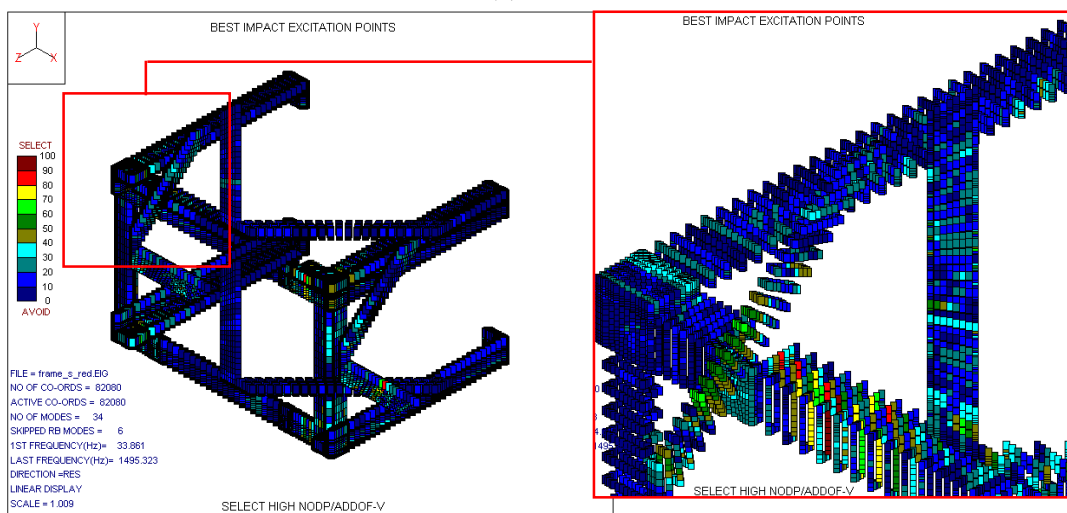 BEST IMPACT EXCITATION POINTS
Y
Z
X
SELECT
100
90
80
70
60
50
40
30
20
10
0
AVOID
FILE = frame_s_red.EIG
NO OF CO-ORDS = 82080
ACTIVE CO-ORDS = 82080
NO OF MODES = 34
SKIPPED RB MODES = 6
1ST FREQUENCY(Hz)= 33.861
LAST FREQUENCY(Hz)= 1495.323
DIRECTION =RES
LINEAR DISPLAY
SCALE = 1.009
SELECT HIGH NODP/ADDOF-V
BEST IMPACT EXCITATION POINTS
SELECT HIGH NODP/ADDOF-V